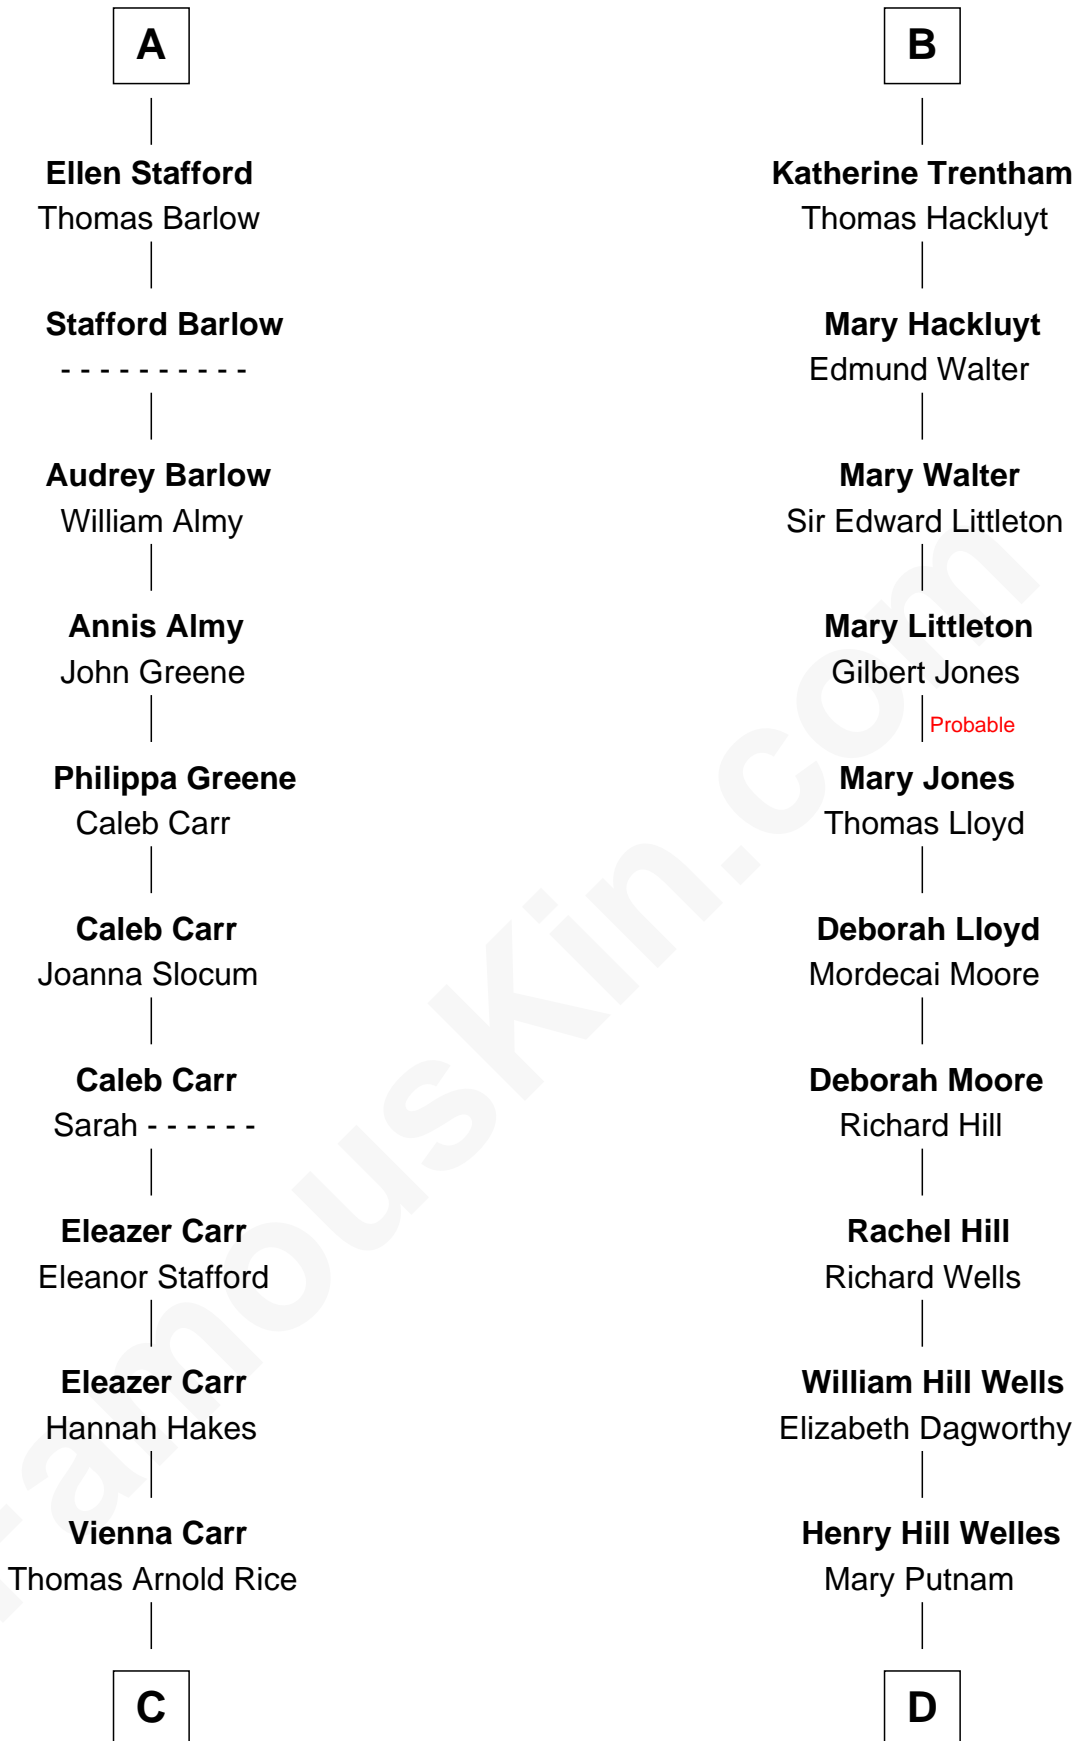 A
Ellen Stafford
Thomas Barlow
Stafford Barlow
- - - - - - - - - -
Audrey Barlow
William Almy
Annis Almy
John Greene
Philippa Greene
Caleb Carr
Caleb Carr
Joanna Slocum
Caleb Carr
Sarah - - - - - -
Eleazer Carr
Eleanor Stafford
Eleazer Carr
Hannah Hakes
Vienna Carr
Thomas Arnold Rice
C
B
Katherine Trentham
Thomas Hackluyt
Mary Hackluyt
Edmund Walter
Mary Walter
Sir Edward Littleton
Mary Littleton
Gilbert Jones
Probable
Mary Jones
Thomas Lloyd
Deborah Lloyd
Mordecai Moore
Deborah Moore
Richard Hill
Rachel Hill
Richard Wells
William Hill Wells
Elizabeth Dagworthy
Henry Hill Welles
Mary Putnam
D
FamousKin.com